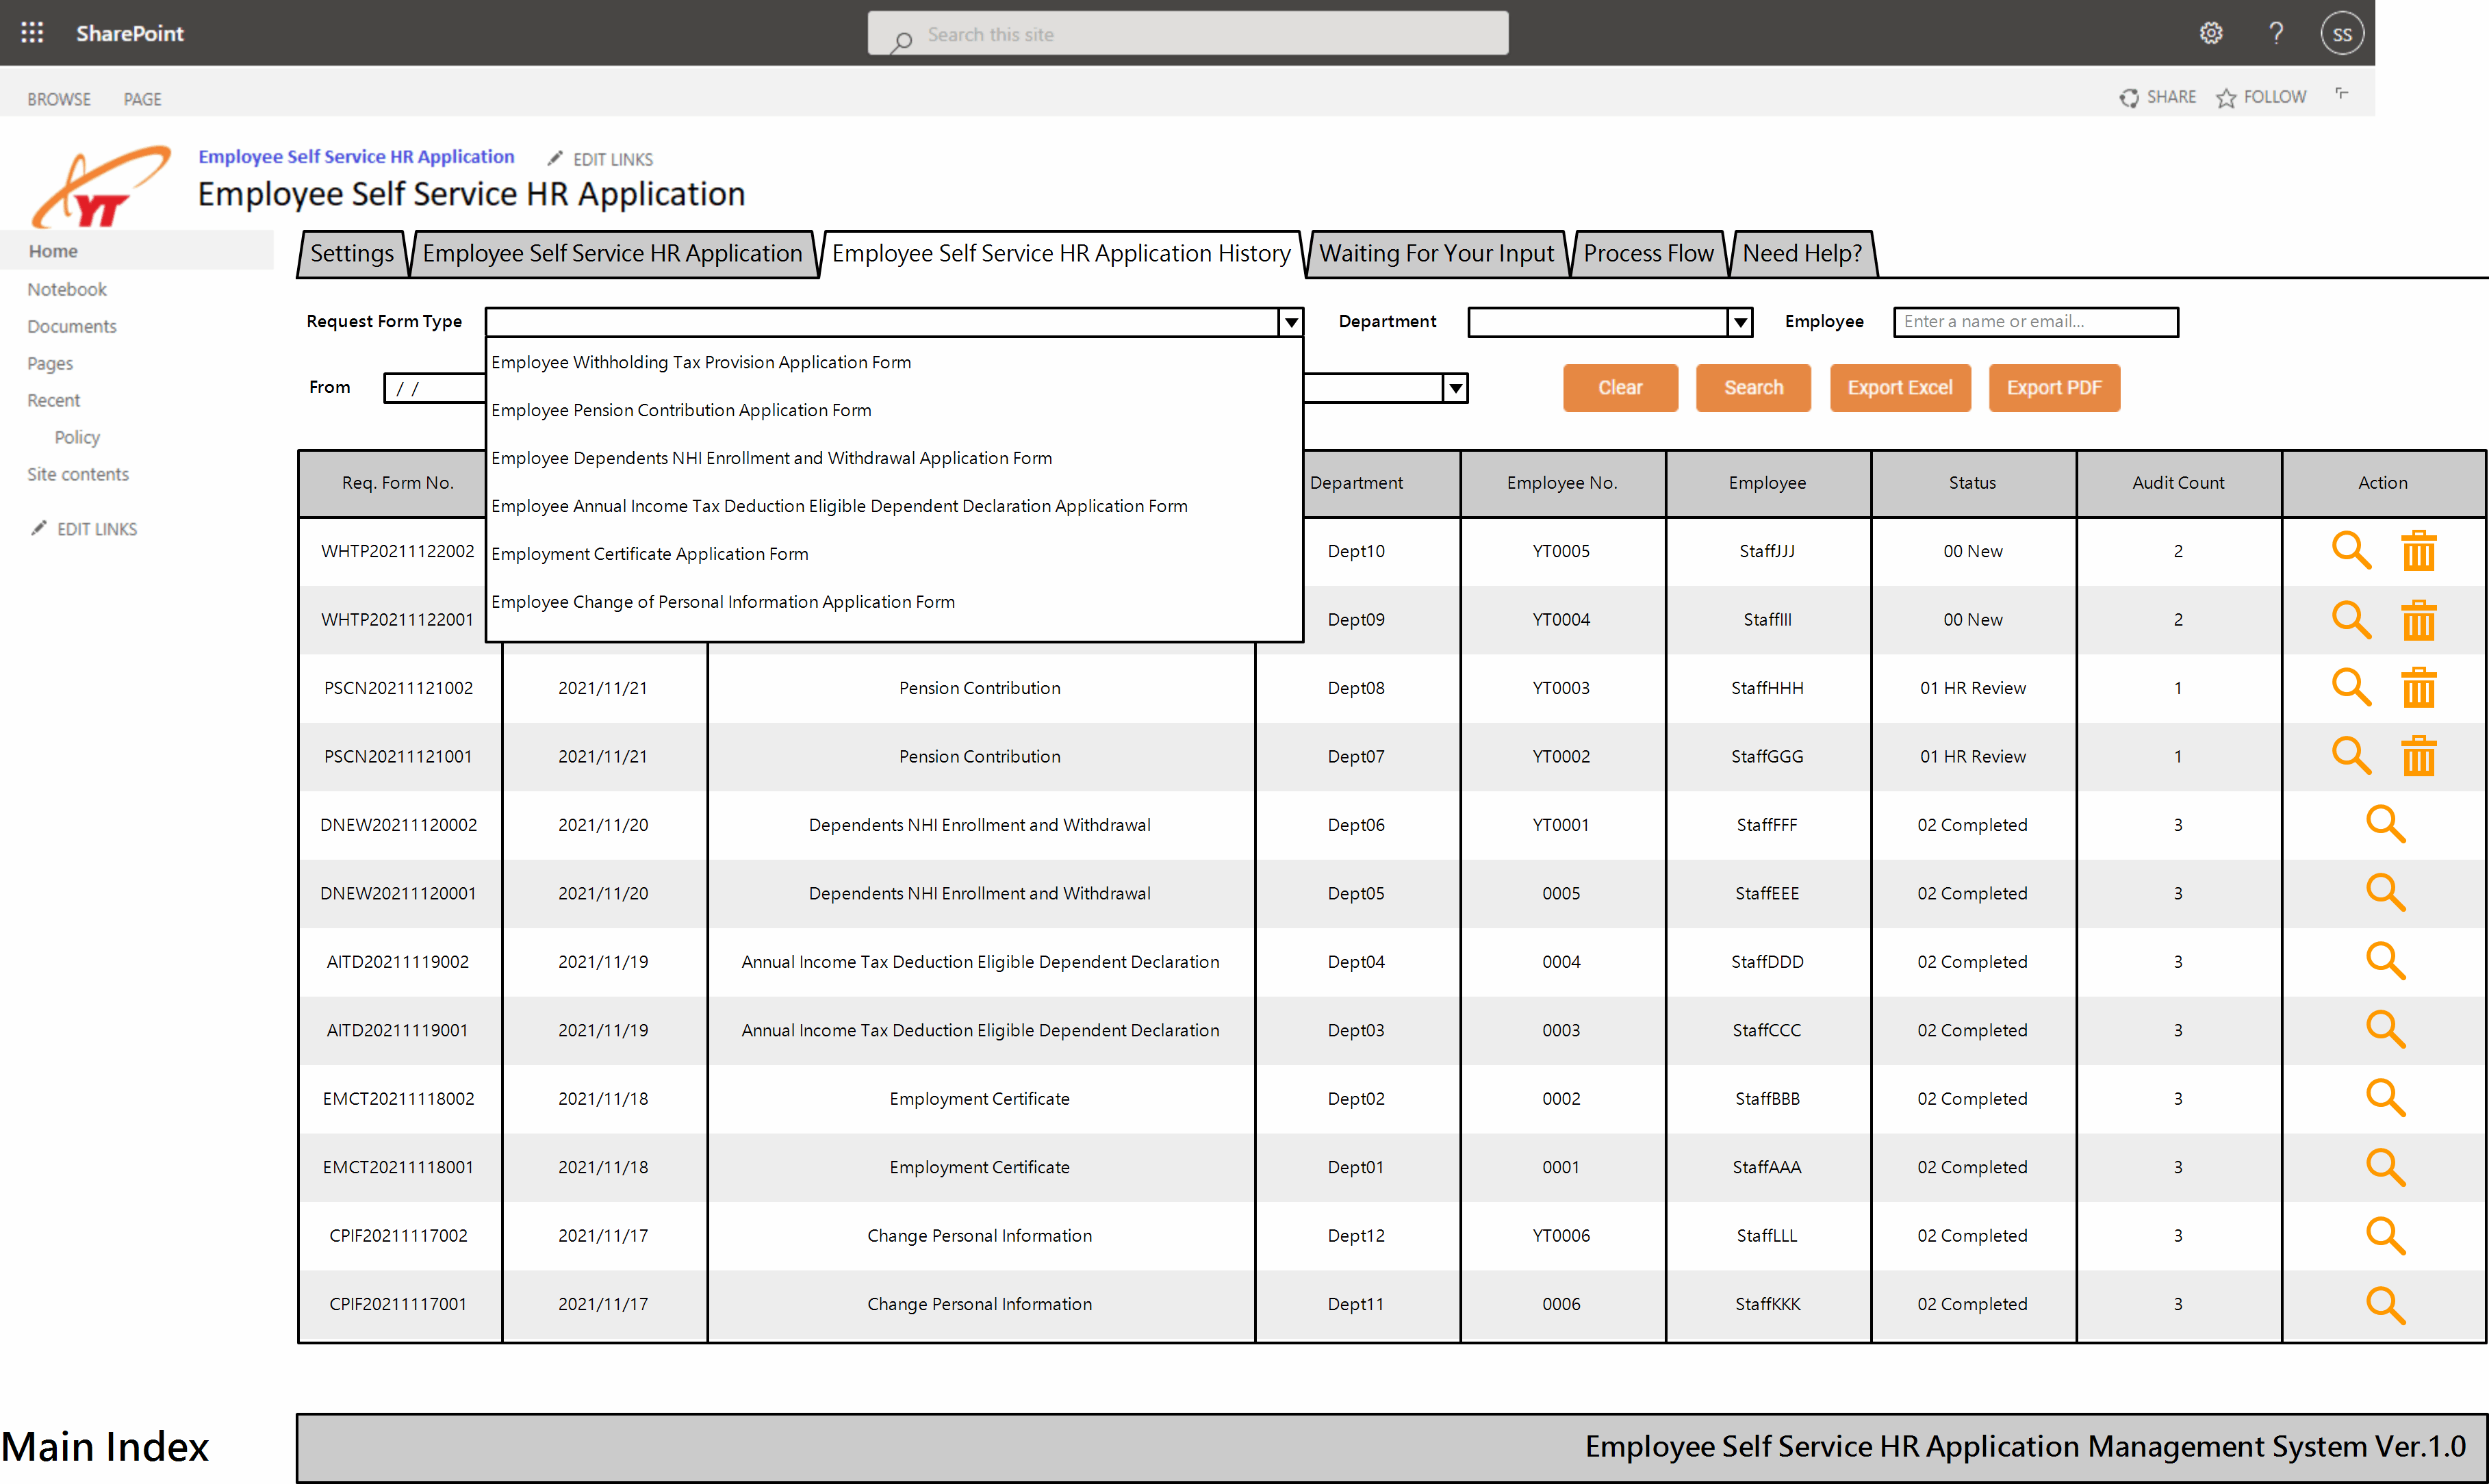 SharePoint
Search this site
?
SS
BROWSE PAGE
SHARE FOLLOW
YT
Employee Self Service HR Application EDIT LINKS
Employee Self Service HR Application
Home
Notebook
Documents
Pages
Recent
Policy
Site contents
EDIT LINKS
Settings Employee Self Service HR Application Employee Self Service HR Application History Waiting For Your Input Process Flow Need Help?
Request Form Type Department Employee Enter a name or email...
Employee Withholding Tax Provision Application Form
Employee Pension Contribution Application Form
Employee Dependents NHI Enrollment and Withdrawal Application Form
Employee Annual Income Tax Deduction Eligible Dependent Declaration Application Form
Employment Certificate Application Form
Employee Change of Personal Information Application Form
From / / Clear Search Export Excel Export PDF
Req. Form No. Department Employee No. Employee Status Audit Count Action
WHTP20211122002 Dept10 YT0005 StaffJJJ 00 New 2
WHTP20211122001 Dept09 YT0004 StaffIII 00 New 2
PSCN20211121002 2021/11/21 Pension Contribution Dept08 YT0003 StaffHHH 01 HR Review 1
PSCN20211121001 2021/11/21 Pension Contribution Dept07 YT0002 StaffGGG 01 HR Review 1
DNEW20211120002 2021/11/20 Dependents NHI Enrollment and Withdrawal Dept06 YT0001 StaffFFF 02 Completed 3
DNEW20211120001 2021/11/20 Dependents NHI Enrollment and Withdrawal Dept05 0005 StaffEEE 02 Completed 3
AITD20211119002 2021/11/19 Annual Income Tax Deduction Eligible Dependent Declaration Dept04 0004 StaffDDD 02 Completed 3
AITD20211119001 2021/11/19 Annual Income Tax Deduction Eligible Dependent Declaration Dept03 0003 StaffCCC 02 Completed 3
EMCT20211118002 2021/11/18 Employment Certificate Dept02 0002 StaffBBB 02 Completed 3
EMCT20211118001 2021/11/18 Employment Certificate Dept01 0001 StaffAAA 02 Completed 3
CPIF20211117002 2021/11/17 Change Personal Information Dept12 YT0006 StaffLLL 02 Completed 3
CPIF20211117001 2021/11/17 Change Personal Information Dept11 0006 StaffKKK 02 Completed 3
Main Index
Employee Self Service HR Application Management System Ver.1.0